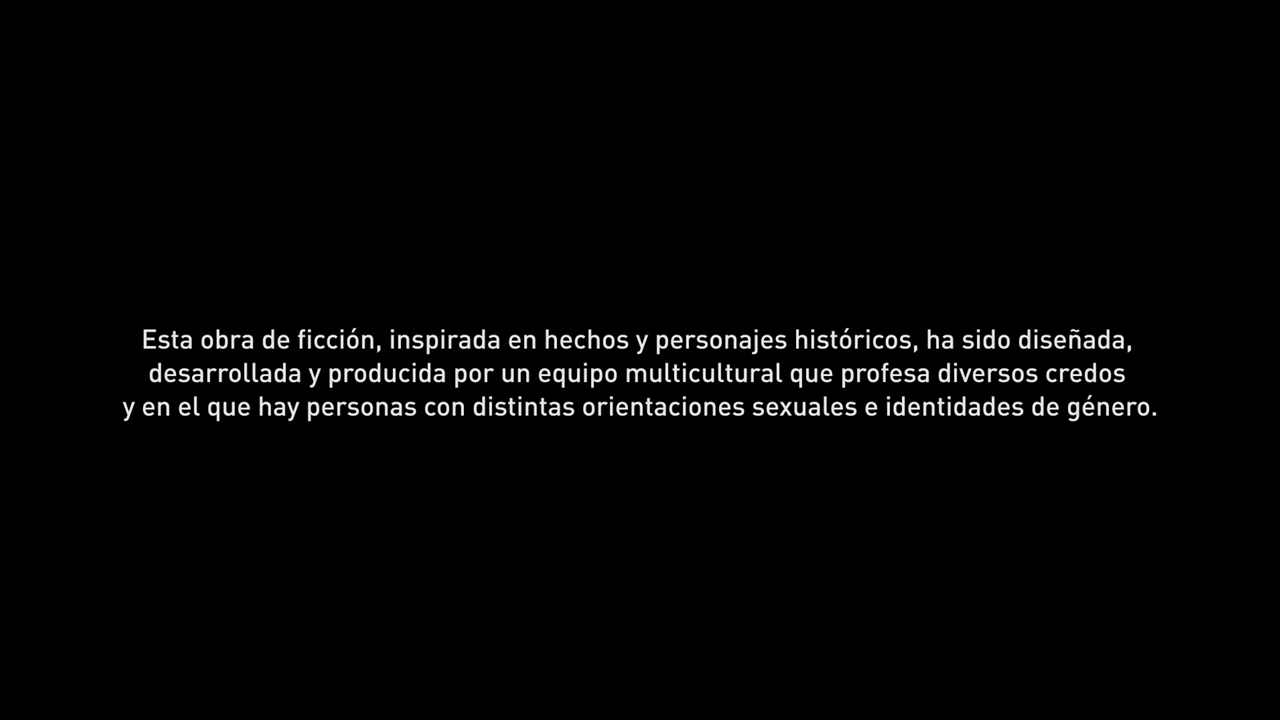 Esta obra de ficción, inspirada en hechos y personajes históricos, ha sido diseñada,
desarrollada y producida por un equipo multicultural que profesa diversos credos
y en el que hay personas con distintas orientaciones sexuales e identidades de género.